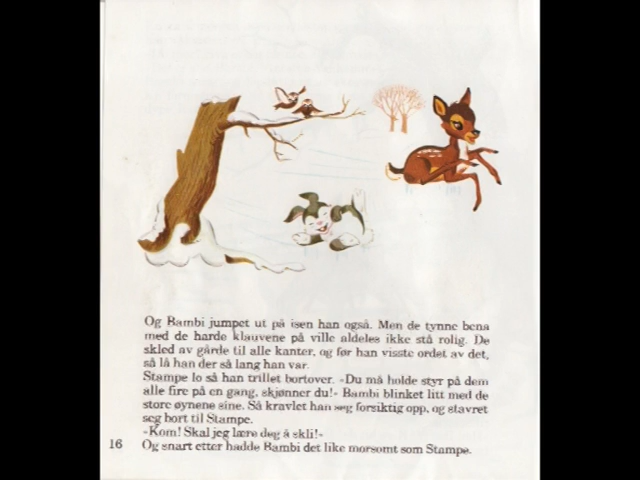 Og Bambi jumpet ut på isen han også. Men de tynne bena
med de harde klauvene på ville aldeles ikke stå rolig. De
skled av gårde til alle kanter, og før han visste ordet av det,
så lå han der så lang han var.
Stampe lo så han trillet bortover. «Du må holde styr på dem
alle fire på en gang, skjønner du!» Bambi blinket litt med de
store øynene sine. Så kravlet han seg forsiktig opp, og stavret
seg bort til Stampe.
«Kom! Skal jeg lære deg å skli!»
16 Og snart etter hadde Bambi det like morsomt som Stampe.